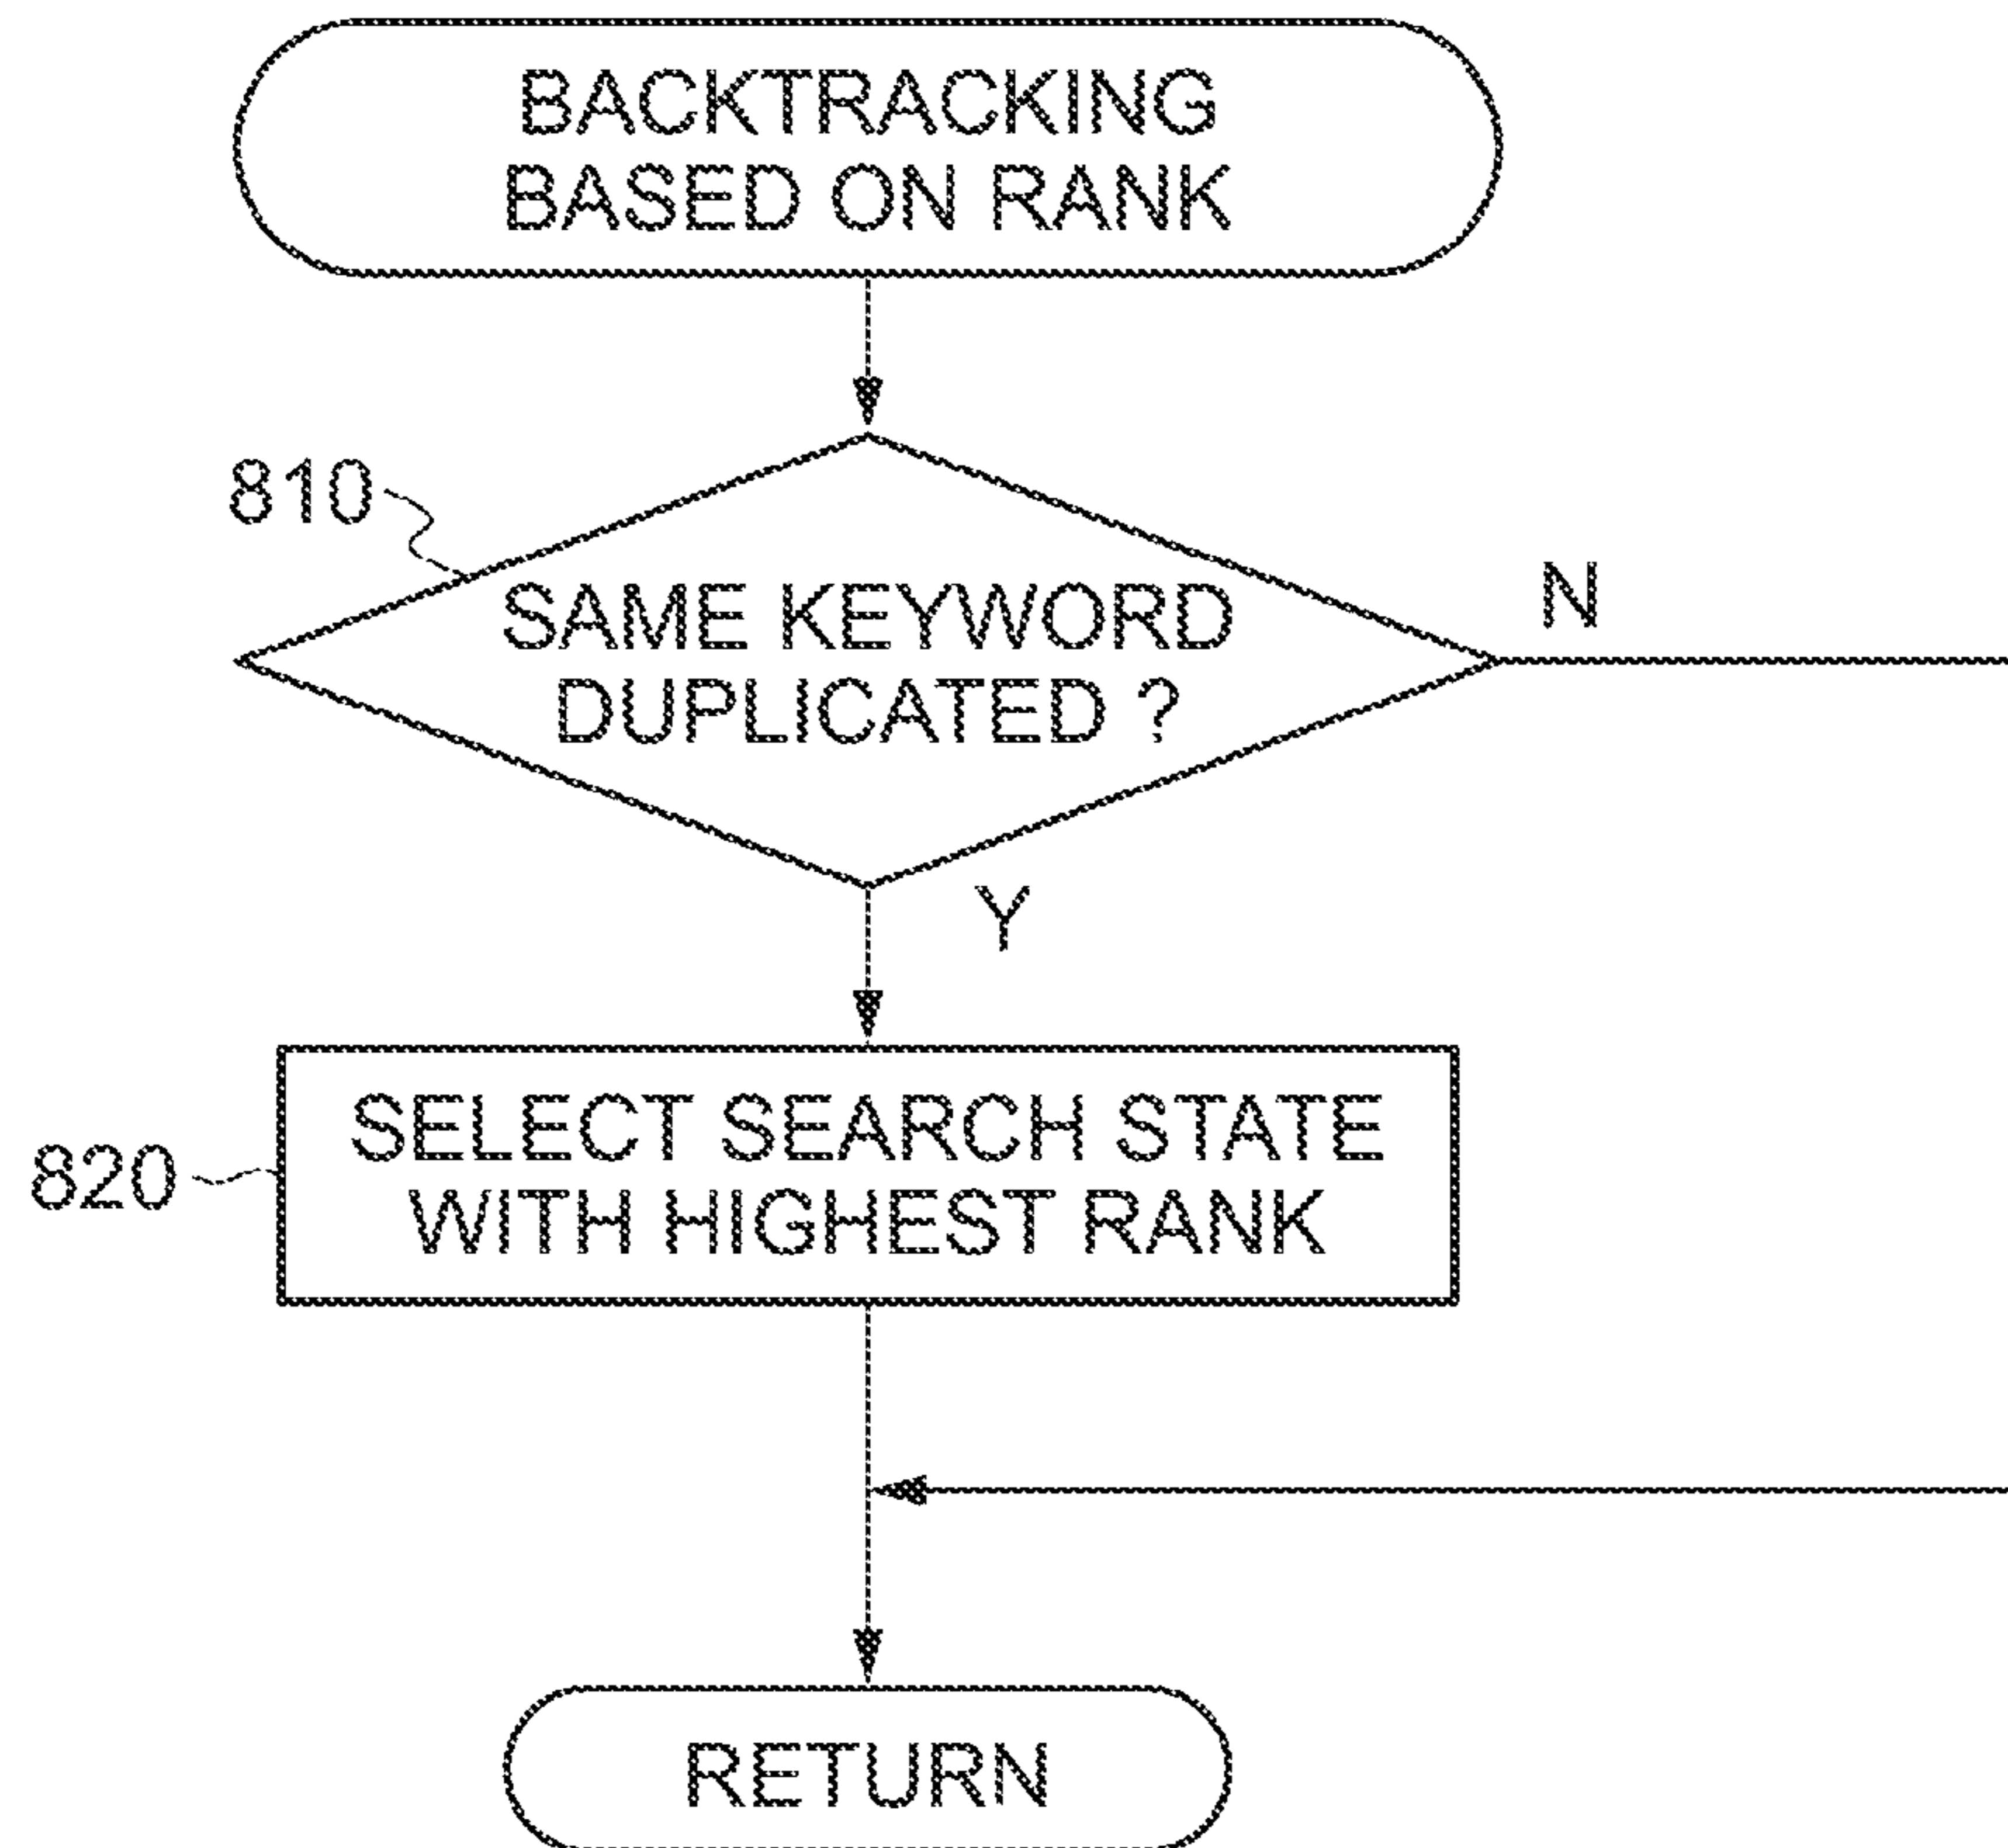 BACKTRACKING
BASED ON RANK
810
SAME KEYWORD
DUPLICATED ?
N
Y
820
SELECT SEARCH STATE
WITH HIGHEST RANK
RETURN